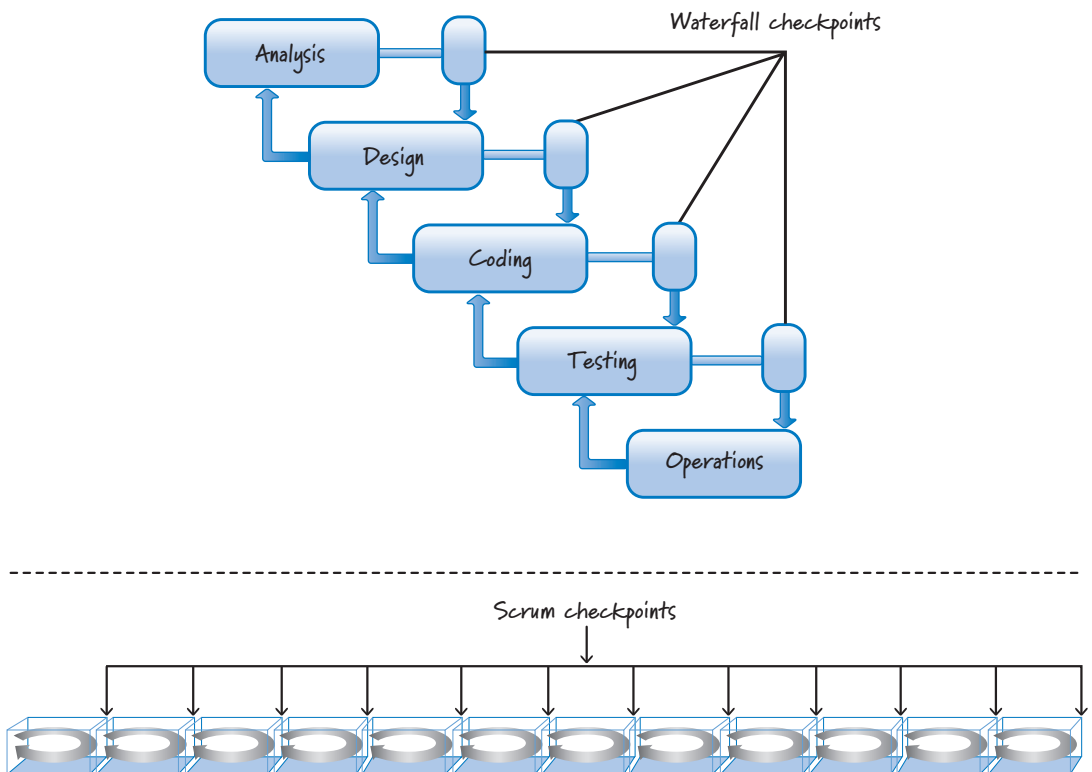 Waterfall checkpoints
Analysis
Design
Coding
Testing
Operations
Scrum checkpoints